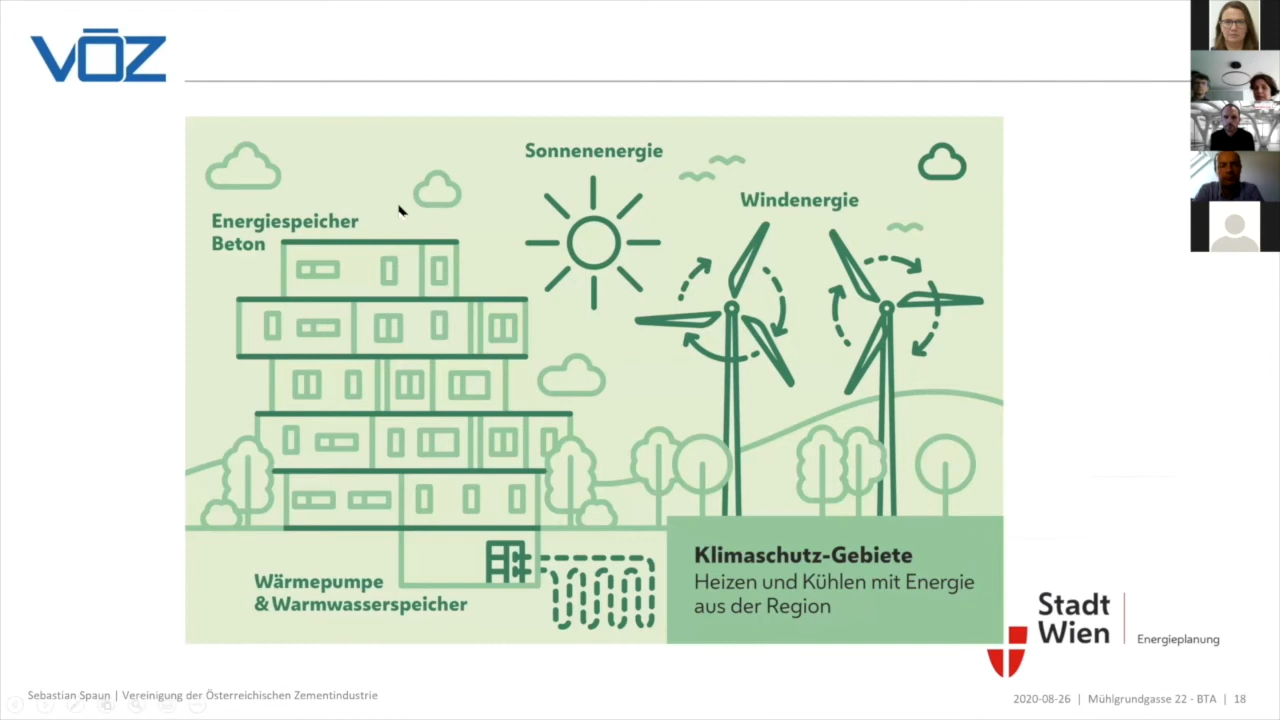 VÖZ
Sonnenenergie
Windenergie
Energiespeicher
Beton
Wärmepumpe
& Warmwasserspeicher
Klimaschutz-Gebiete
Heizen und Kühlen mit Energie
aus der Region
Stadt
Wien
Energieplanung
Sebastian Spaun | Vereinigung der Österreichischen Zementindustrie
2020-08-26 | Mühlgrundgasse 22 - BTA | 18